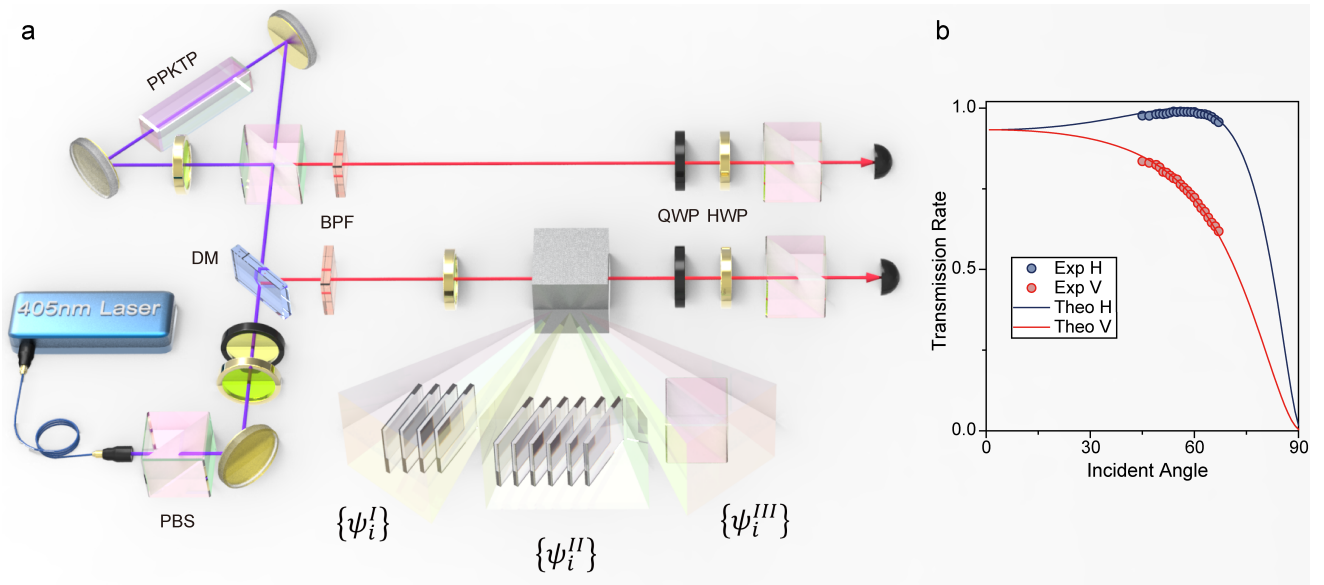 a
PPKTP
BPF
QWP HWP
DM
405nm Laser
PBS
{ψ_i^I}
{ψ_i^II}
{ψ_i^III}
b
1.0
0.5
0.0
Transmission Rate
Exp H
Exp V
Theo H
Theo V
0 30 60 90
Incident Angle